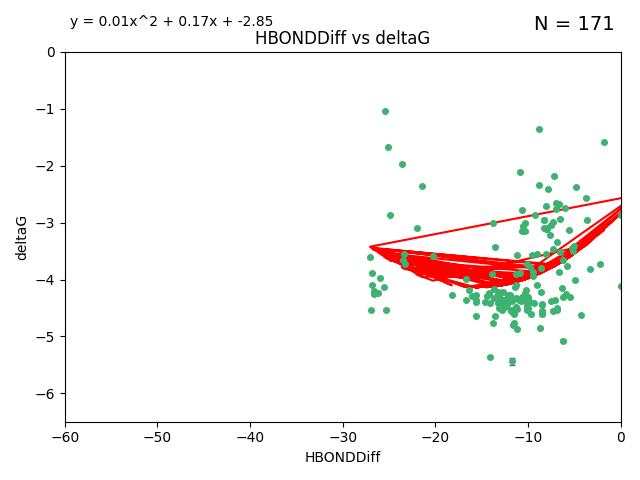 y = 0.01x^2 + 0.17x + -2.85
N = 171
HBONDDiff vs deltaG
0
−1
−2
−3
−4
−5
−6
deltaG
−60
−50
−40
−30
−20
−10
0
HBONDDiff